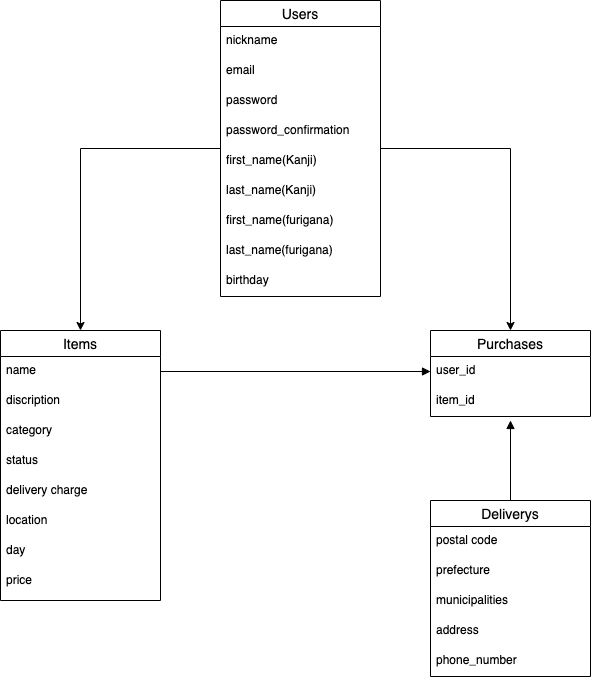 Users
nickname
email
password
password_confirmation
first_name(Kanji)
last_name(Kanji)
first_name(furigana)
last_name(furigana)
birthday
Items
name
discription
category
status
delivery charge
location
day
price
Purchases
user_id
item_id
Deliverys
postal code
prefecture
municipalities
address
phone_number